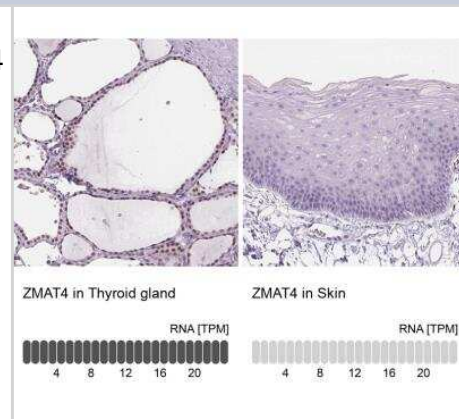 ZMAT4 in Thyroid gland
RNA [TPM]
4 8 12 16 20
ZMAT4 in Skin
RNA [TPM]
4 8 12 16 20